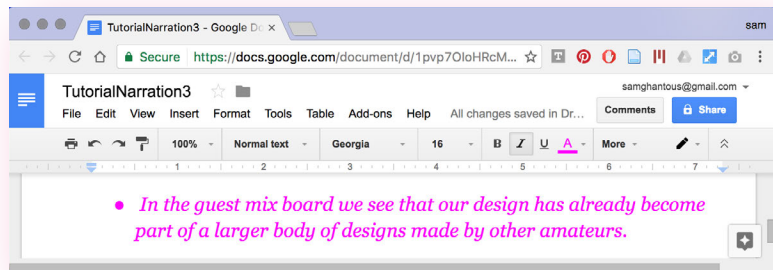 TutorialNarration3 - Google Do
sam
Secure https://docs.google.com/document/d/1pvp7OIoHRcM...
TutorialNarration3
samghantous@gmail.com
File Edit View Insert Format Tools Table Add-ons Help All changes saved in Dr... Comments Share
100% Normal text Georgia 16 B I U A More
1 2 3 4 5 6 7
• In the guest mix board we see that our design has already become
part of a larger body of designs made by other amateurs.